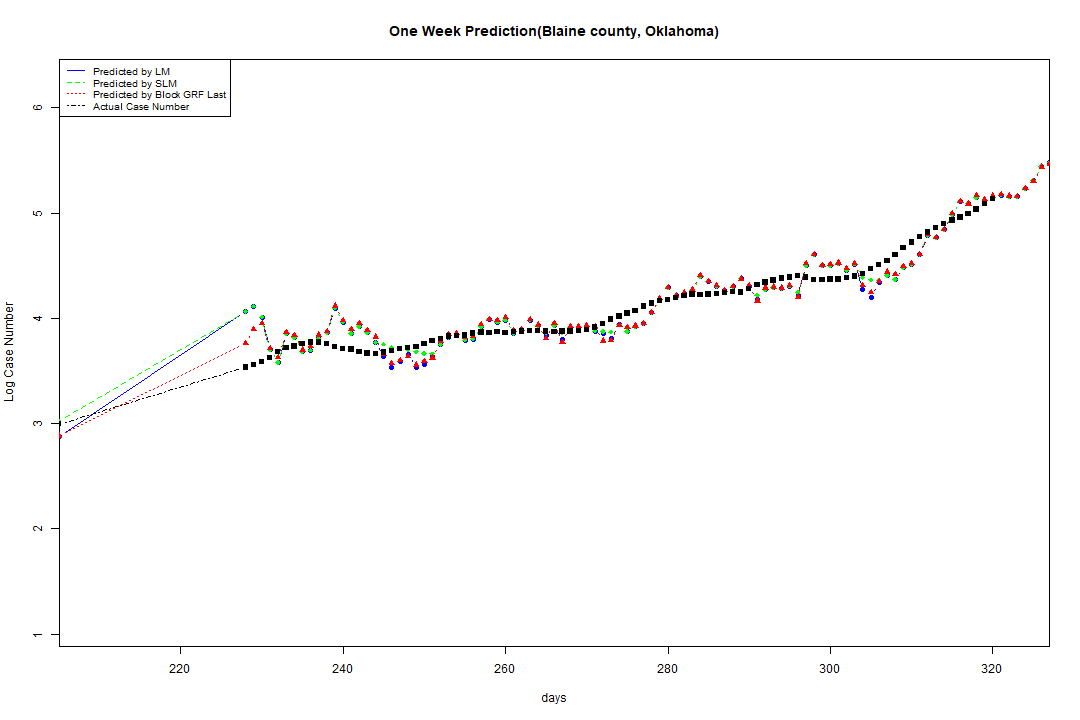 One Week Prediction(Blaine county, Oklahoma)
Predicted by LM
Predicted by SLM
Predicted by Block GRF Last
Actual Case Number
6
5
4
3
2
1
Log Case Number
220 240 260 280 300 320
days